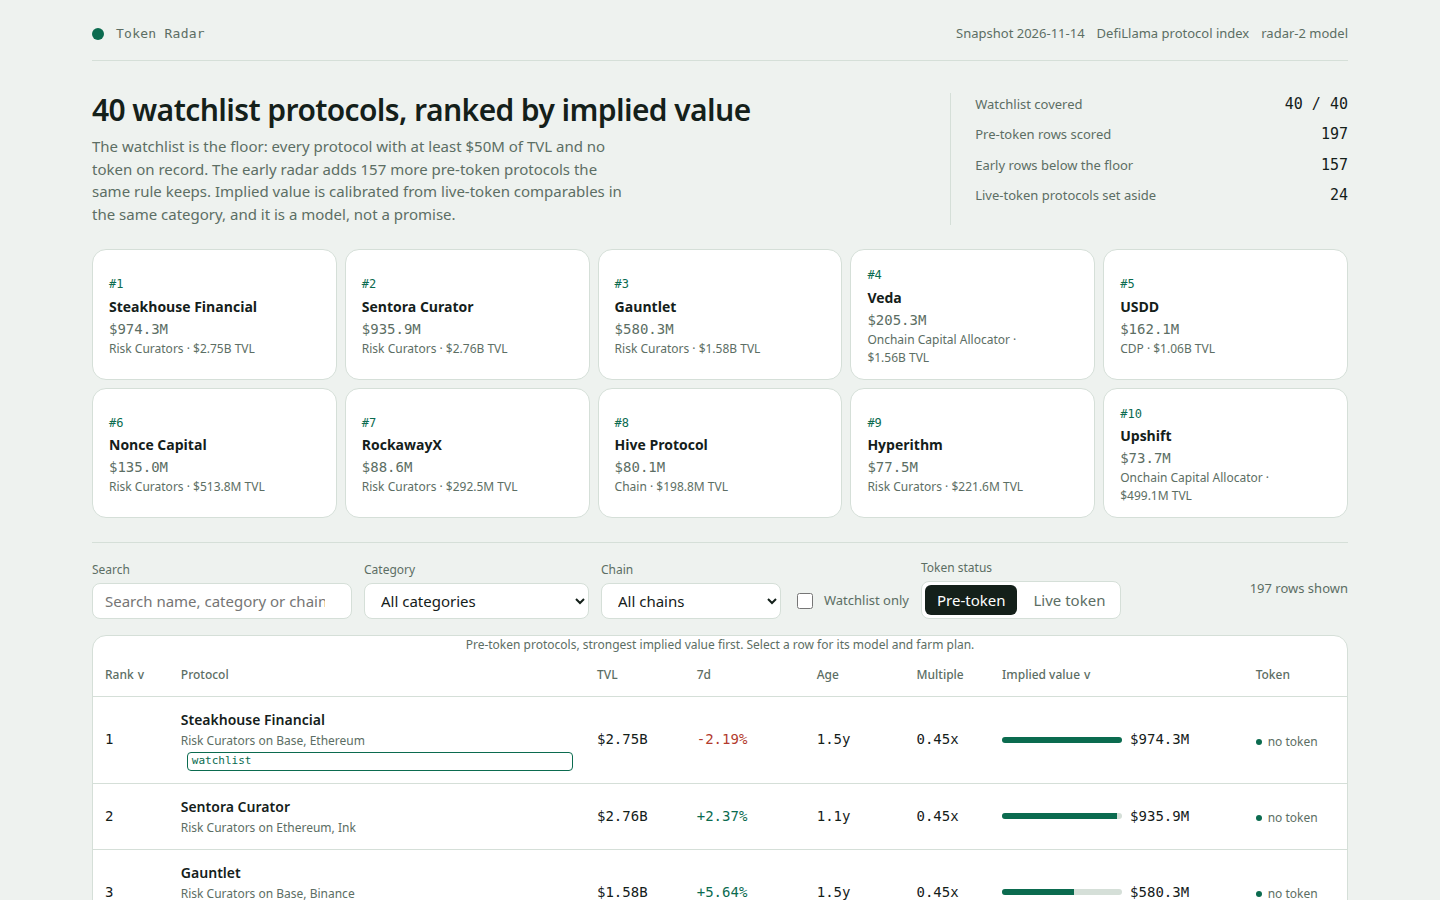 Token Radar
Snapshot 2026-11-14 DefiLlama protocol index radar-2 model
40 watchlist protocols, ranked by implied value
The watchlist is the floor: every protocol with at least $50M of TVL and no
token on record. The early radar adds 157 more pre-token protocols the
same rule keeps. Implied value is calibrated from live-token comparables in
the same category, and it is a model, not a promise.
Watchlist covered 40 / 40
Pre-token rows scored 197
Early rows below the floor 157
Live-token protocols set aside 24
#1
Steakhouse Financial
$974.3M
Risk Curators · $2.75B TVL
#2
Sentora Curator
$935.9M
Risk Curators · $2.76B TVL
#3
Gauntlet
$580.3M
Risk Curators · $1.58B TVL
#4
Veda
$205.3M
Onchain Capital Allocator ·
$1.56B TVL
#5
USDD
$162.1M
CDP · $1.06B TVL
#6
Nonce Capital
$135.0M
Risk Curators · $513.8M TVL
#7
RockawayX
$88.6M
Risk Curators · $292.5M TVL
#8
Hive Protocol
$80.1M
Chain · $198.8M TVL
#9
Hyperithm
$77.5M
Risk Curators · $221.6M TVL
#10
Upshift
$73.7M
Onchain Capital Allocator ·
$499.1M TVL
Search
Search name, category or chain
Category
All categories
Chain
All chains
Watchlist only
Token status
Pre-token Live token
197 rows shown
Pre-token protocols, strongest implied value first. Select a row for its model and farm plan.
Rank v Protocol TVL 7d Age Multiple Implied value v Token
1 Steakhouse Financial $2.75B -2.19% 1.5y 0.45x $974.3M no token
Risk Curators on Base, Ethereum
watchlist
2 Sentora Curator $2.76B +2.37% 1.1y 0.45x $935.9M no token
Risk Curators on Ethereum, Ink
3 Gauntlet $1.58B +5.64% 1.5y 0.45x $580.3M no token
Risk Curators on Base, Binance